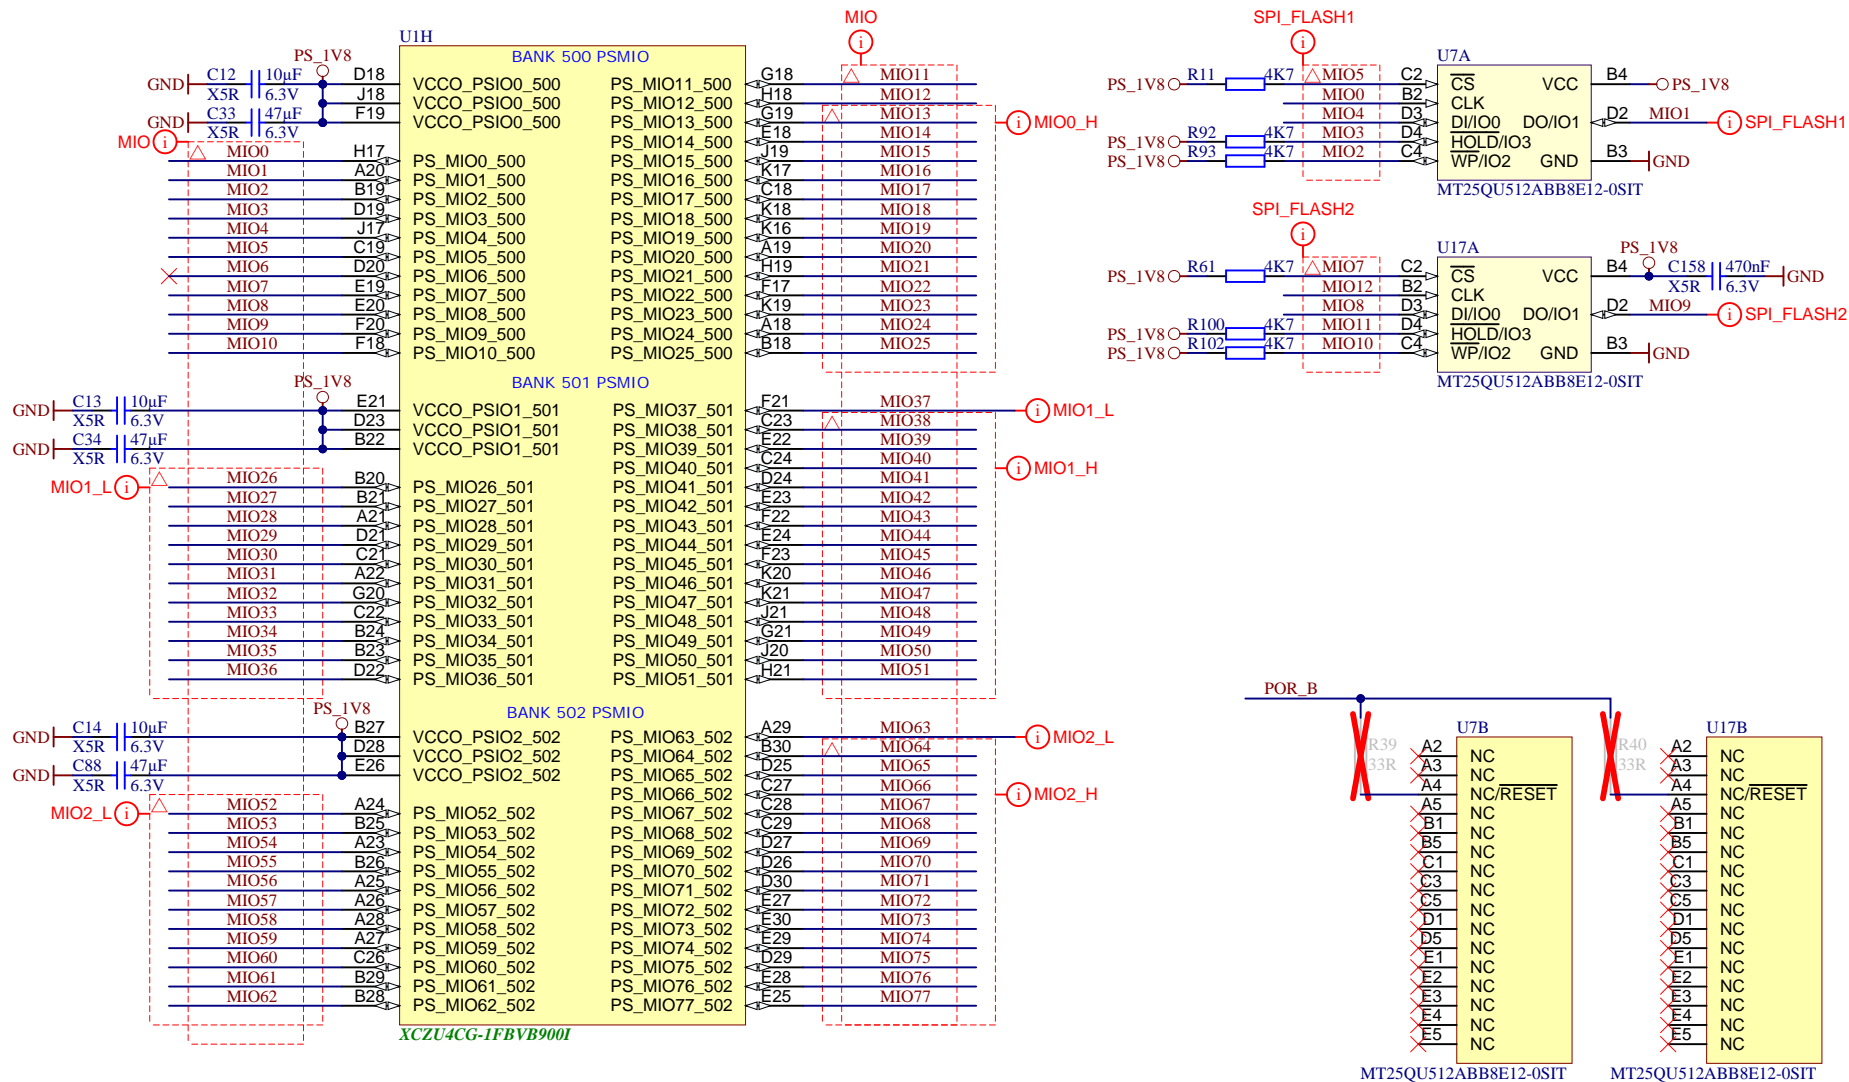 MIO
SPI_FLASH1
U1H
BANK 500 PSMIO
PS_1V8
GND C12 10µF X5R 6.3V
GND C33 47µF X5R 6.3V
D18 VCCO_PSIO0_500 PS_MIO11_500 G18 MIO11
J18 VCCO_PSIO0_500 PS_MIO12_500 H18 MIO12
F19 VCCO_PSIO0_500 PS_MIO13_500 G19 MIO13
PS_MIO14_500 E18 MIO14
MIO
MIO0_H
MIO0 H17 PS_MIO0_500 PS_MIO15_500 J19 MIO15
MIO1 A20 PS_MIO1_500 PS_MIO16_500 K17 MIO16
MIO2 B19 PS_MIO2_500 PS_MIO17_500 C18 MIO17
MIO3 D19 PS_MIO3_500 PS_MIO18_500 K18 MIO18
MIO4 J17 PS_MIO4_500 PS_MIO19_500 K16 MIO19
MIO5 C19 PS_MIO5_500 PS_MIO20_500 A19 MIO20
MIO6 D20 PS_MIO6_500 PS_MIO21_500 H19 MIO21
MIO7 E19 PS_MIO7_500 PS_MIO22_500 F17 MIO22
MIO8 E20 PS_MIO8_500 PS_MIO23_500 K19 MIO23
MIO9 F20 PS_MIO9_500 PS_MIO24_500 A18 MIO24
MIO10 F18 PS_MIO10_500 PS_MIO25_500 B18 MIO25
BANK 501 PSMIO
PS_1V8
GND C13 10µF X5R 6.3V
GND C34 47µF X5R 6.3V
E21 VCCO_PSIO1_501 PS_MIO37_501 F21 MIO37 MIO1_L
D23 VCCO_PSIO1_501 PS_MIO38_501 C23 MIO38
B22 VCCO_PSIO1_501 PS_MIO39_501 E22 MIO39
PS_MIO40_501 C24 MIO40 MIO1_H
MIO1_L
MIO26 B20 PS_MIO26_501 PS_MIO41_501 D24 MIO41
MIO27 B21 PS_MIO27_501 PS_MIO42_501 E23 MIO42
MIO28 A21 PS_MIO28_501 PS_MIO43_501 F22 MIO43
MIO29 D21 PS_MIO29_501 PS_MIO44_501 E24 MIO44
MIO30 C21 PS_MIO30_501 PS_MIO45_501 F23 MIO45
MIO31 A22 PS_MIO31_501 PS_MIO46_501 K20 MIO46
MIO32 G20 PS_MIO32_501 PS_MIO47_501 K21 MIO47
MIO33 C22 PS_MIO33_501 PS_MIO48_501 J21 MIO48
MIO34 B24 PS_MIO34_501 PS_MIO49_501 G21 MIO49
MIO35 B23 PS_MIO35_501 PS_MIO50_501 J20 MIO50
MIO36 D22 PS_MIO36_501 PS_MIO51_501 H21 MIO51
BANK 502 PSMIO
PS_1V8
GND C14 10µF X5R 6.3V
GND C88 47µF X5R 6.3V
B27 VCCO_PSIO2_502 PS_MIO63_502 A29 MIO63 MIO2_L
D28 VCCO_PSIO2_502 PS_MIO64_502 B30 MIO64
E26 VCCO_PSIO2_502 PS_MIO65_502 D25 MIO65
PS_MIO66_502 C27 MIO66 MIO2_H
MIO2_L
MIO52 A24 PS_MIO52_502 PS_MIO67_502 C28 MIO67
MIO53 B25 PS_MIO53_502 PS_MIO68_502 C29 MIO68
MIO54 A23 PS_MIO54_502 PS_MIO69_502 D27 MIO69
MIO55 B26 PS_MIO55_502 PS_MIO70_502 D26 MIO70
MIO56 A25 PS_MIO56_502 PS_MIO71_502 D30 MIO71
MIO57 A26 PS_MIO57_502 PS_MIO72_502 E27 MIO72
MIO58 A28 PS_MIO58_502 PS_MIO73_502 E30 MIO73
MIO59 A27 PS_MIO59_502 PS_MIO74_502 E29 MIO74
MIO60 C26 PS_MIO60_502 PS_MIO75_502 D29 MIO75
MIO61 B29 PS_MIO61_502 PS_MIO76_502 E28 MIO76
MIO62 B28 PS_MIO62_502 PS_MIO77_502 E25 MIO77
XCZU4CG-1FBVB900I
U7A
PS_1V8 R11 4K7 MIO5 C2 CS VCC B4 PS_1V8
MIO0 B2 CLK
MIO4 D3 DI/IO0 DO/IO1 D2 MIO1 SPI_FLASH1
PS_1V8 R92 4K7 MIO3 D4 HOLD/IO3
PS_1V8 R93 4K7 MIO2 C4 WP/IO2 GND B3 GND
MT25QU512ABB8E12-0SIT
SPI_FLASH2
U17A
PS_1V8
PS_1V8 R61 4K7 MIO7 C2 CS VCC B4 C158 470nF X5R 6.3V GND
MIO12 B2 CLK
MIO8 D3 DI/IO0 DO/IO1 D2 MIO9 SPI_FLASH2
PS_1V8 R100 4K7 MIO11 D4 HOLD/IO3
PS_1V8 R102 4K7 MIO10 C4 WP/IO2 GND B3 GND
MT25QU512ABB8E12-0SIT
POR_B
R39 33R
R40 33R
U7B U17B
A2 NC A2 NC
A3 NC A3 NC
A4 NC/RESET A4 NC/RESET
A5 NC A5 NC
B1 NC B1 NC
B5 NC B5 NC
C1 NC C1 NC
C3 NC C3 NC
C5 NC C5 NC
D1 NC D1 NC
D5 NC D5 NC
E1 NC E1 NC
E2 NC E2 NC
E3 NC E3 NC
E4 NC E4 NC
E5 NC E5 NC
MT25QU512ABB8E12-0SIT MT25QU512ABB8E12-0SIT